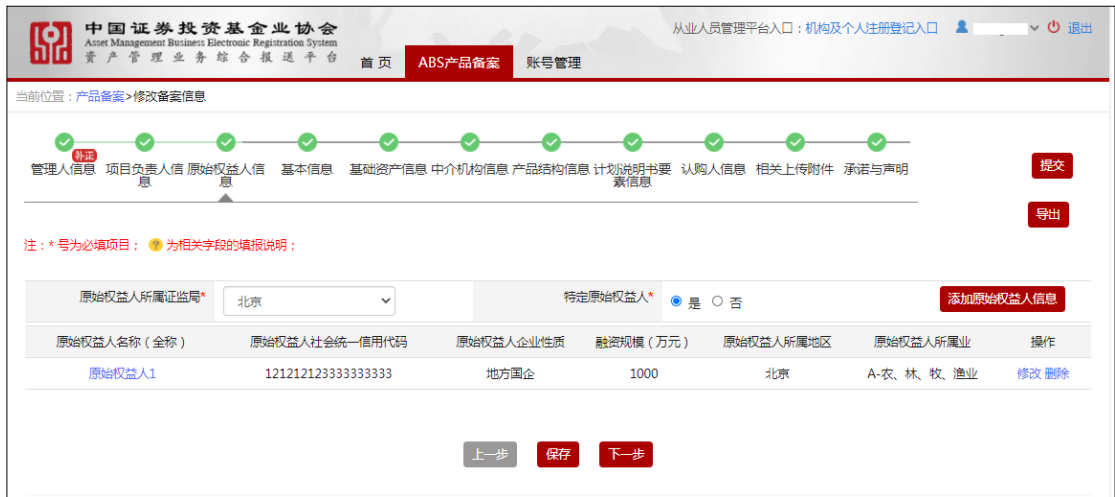 中国证券投资基金业协会
Asset Management Business Electronic Registration System
资产管理业务综合报送平台
首页 ABS产品备案 账号管理
从业人员管理平台入口：机构及个人注册登记入口 退出
当前位置：产品备案>修改备案信息
管理人信息 补正 项目负责人信息 原始权益人信息 基本信息 基础资产信息 中介机构信息 产品结构信息 计划说明书要素信息 认购人信息 相关上传附件 承诺与声明
提交
导出
注：* 号为必填项目； ? 为相关字段的填报说明；
原始权益人所属证监局* 北京 特定原始权益人* 是 否 添加原始权益人信息
原始权益人名称（全称） 原始权益人社会统一信用代码 原始权益人企业性质 融资规模（万元） 原始权益人所属地区 原始权益人所属业 操作
原始权益人1 121212123333333333 地方国企 1000 北京 A-农、林、牧、渔业 修改 删除
上一步 保存 下一步